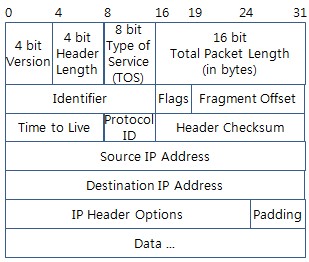 0 4 8 16 19 24 31
4 bit Version
4 bit Header Length
8 bit Type of Service (TOS)
16 bit Total Packet Length (in bytes)
Identifier Flags Fragment Offset
Time to Live Protocol ID Header Checksum
Source IP Address
Destination IP Address
IP Header Options Padding
Data ...